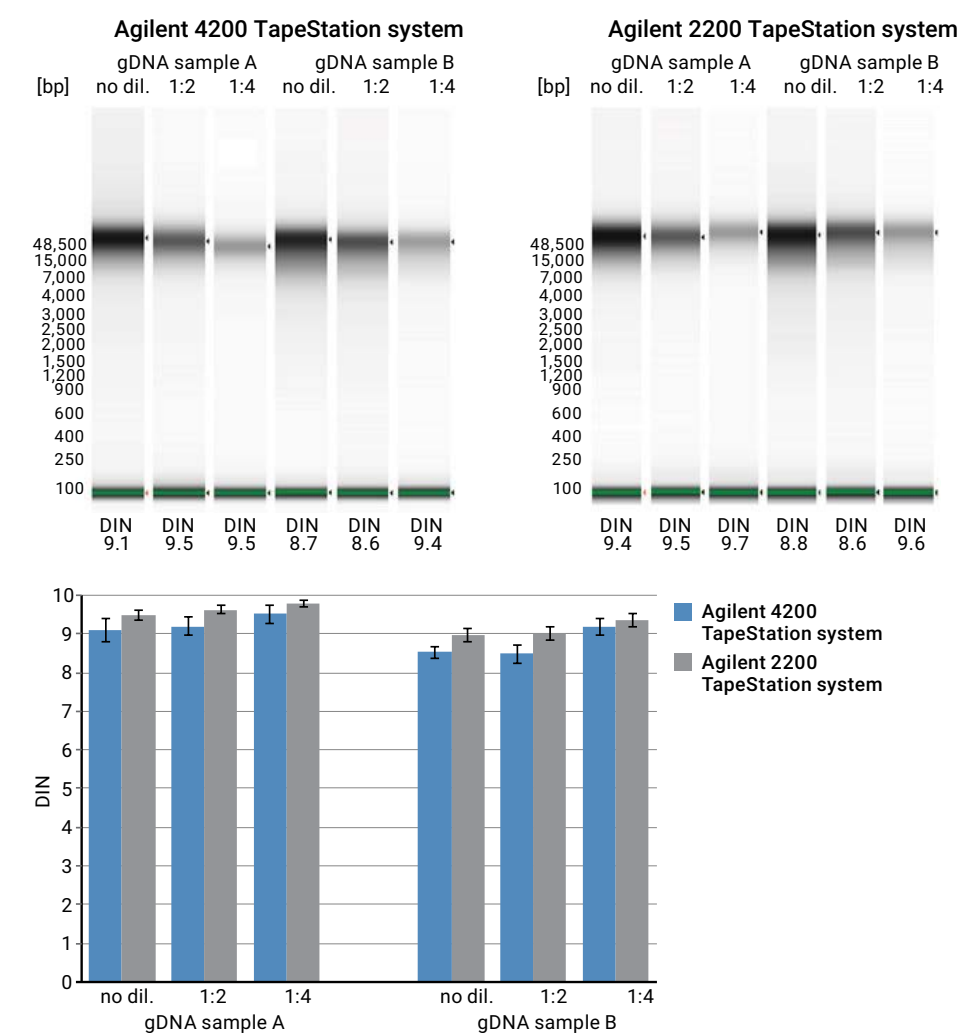 Agilent 4200 TapeStation system
gDNA sample A gDNA sample B
[bp] no dil. 1:2 1:4 no dil. 1:2 1:4
48,500
15,000
7,000
4,000
3,000
2,500
2,000
1,500
1,200
900
600
400
250
100
DIN DIN DIN DIN DIN DIN
9.1 9.5 9.5 8.7 8.6 9.4
Agilent 2200 TapeStation system
gDNA sample A gDNA sample B
[bp] no dil. 1:2 1:4 no dil. 1:2 1:4
48,500
15,000
7,000
4,000
3,000
2,500
2,000
1,500
1,200
900
600
400
250
100
DIN DIN DIN DIN DIN DIN
9.4 9.5 9.7 8.8 8.6 9.6
DIN
10
9
8
7
6
5
4
3
2
1
0
no dil. 1:2 1:4 no dil. 1:2 1:4
gDNA sample A gDNA sample B
Agilent 4200
TapeStation system
Agilent 2200
TapeStation system